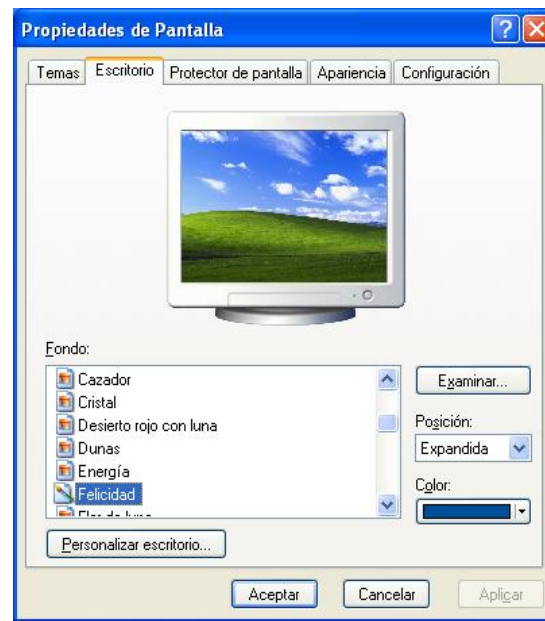 Propiedades de Pantalla
Temas Escritorio Protector de pantalla Apariencia Configuración
Fondo:
Cazador
Cristal
Desierto rojo con luna
Dunas
Energía
Felicidad
Examinar...
Posición:
Expandida
Color:
Personalizar escritorio...
Aceptar Cancelar Aplicar